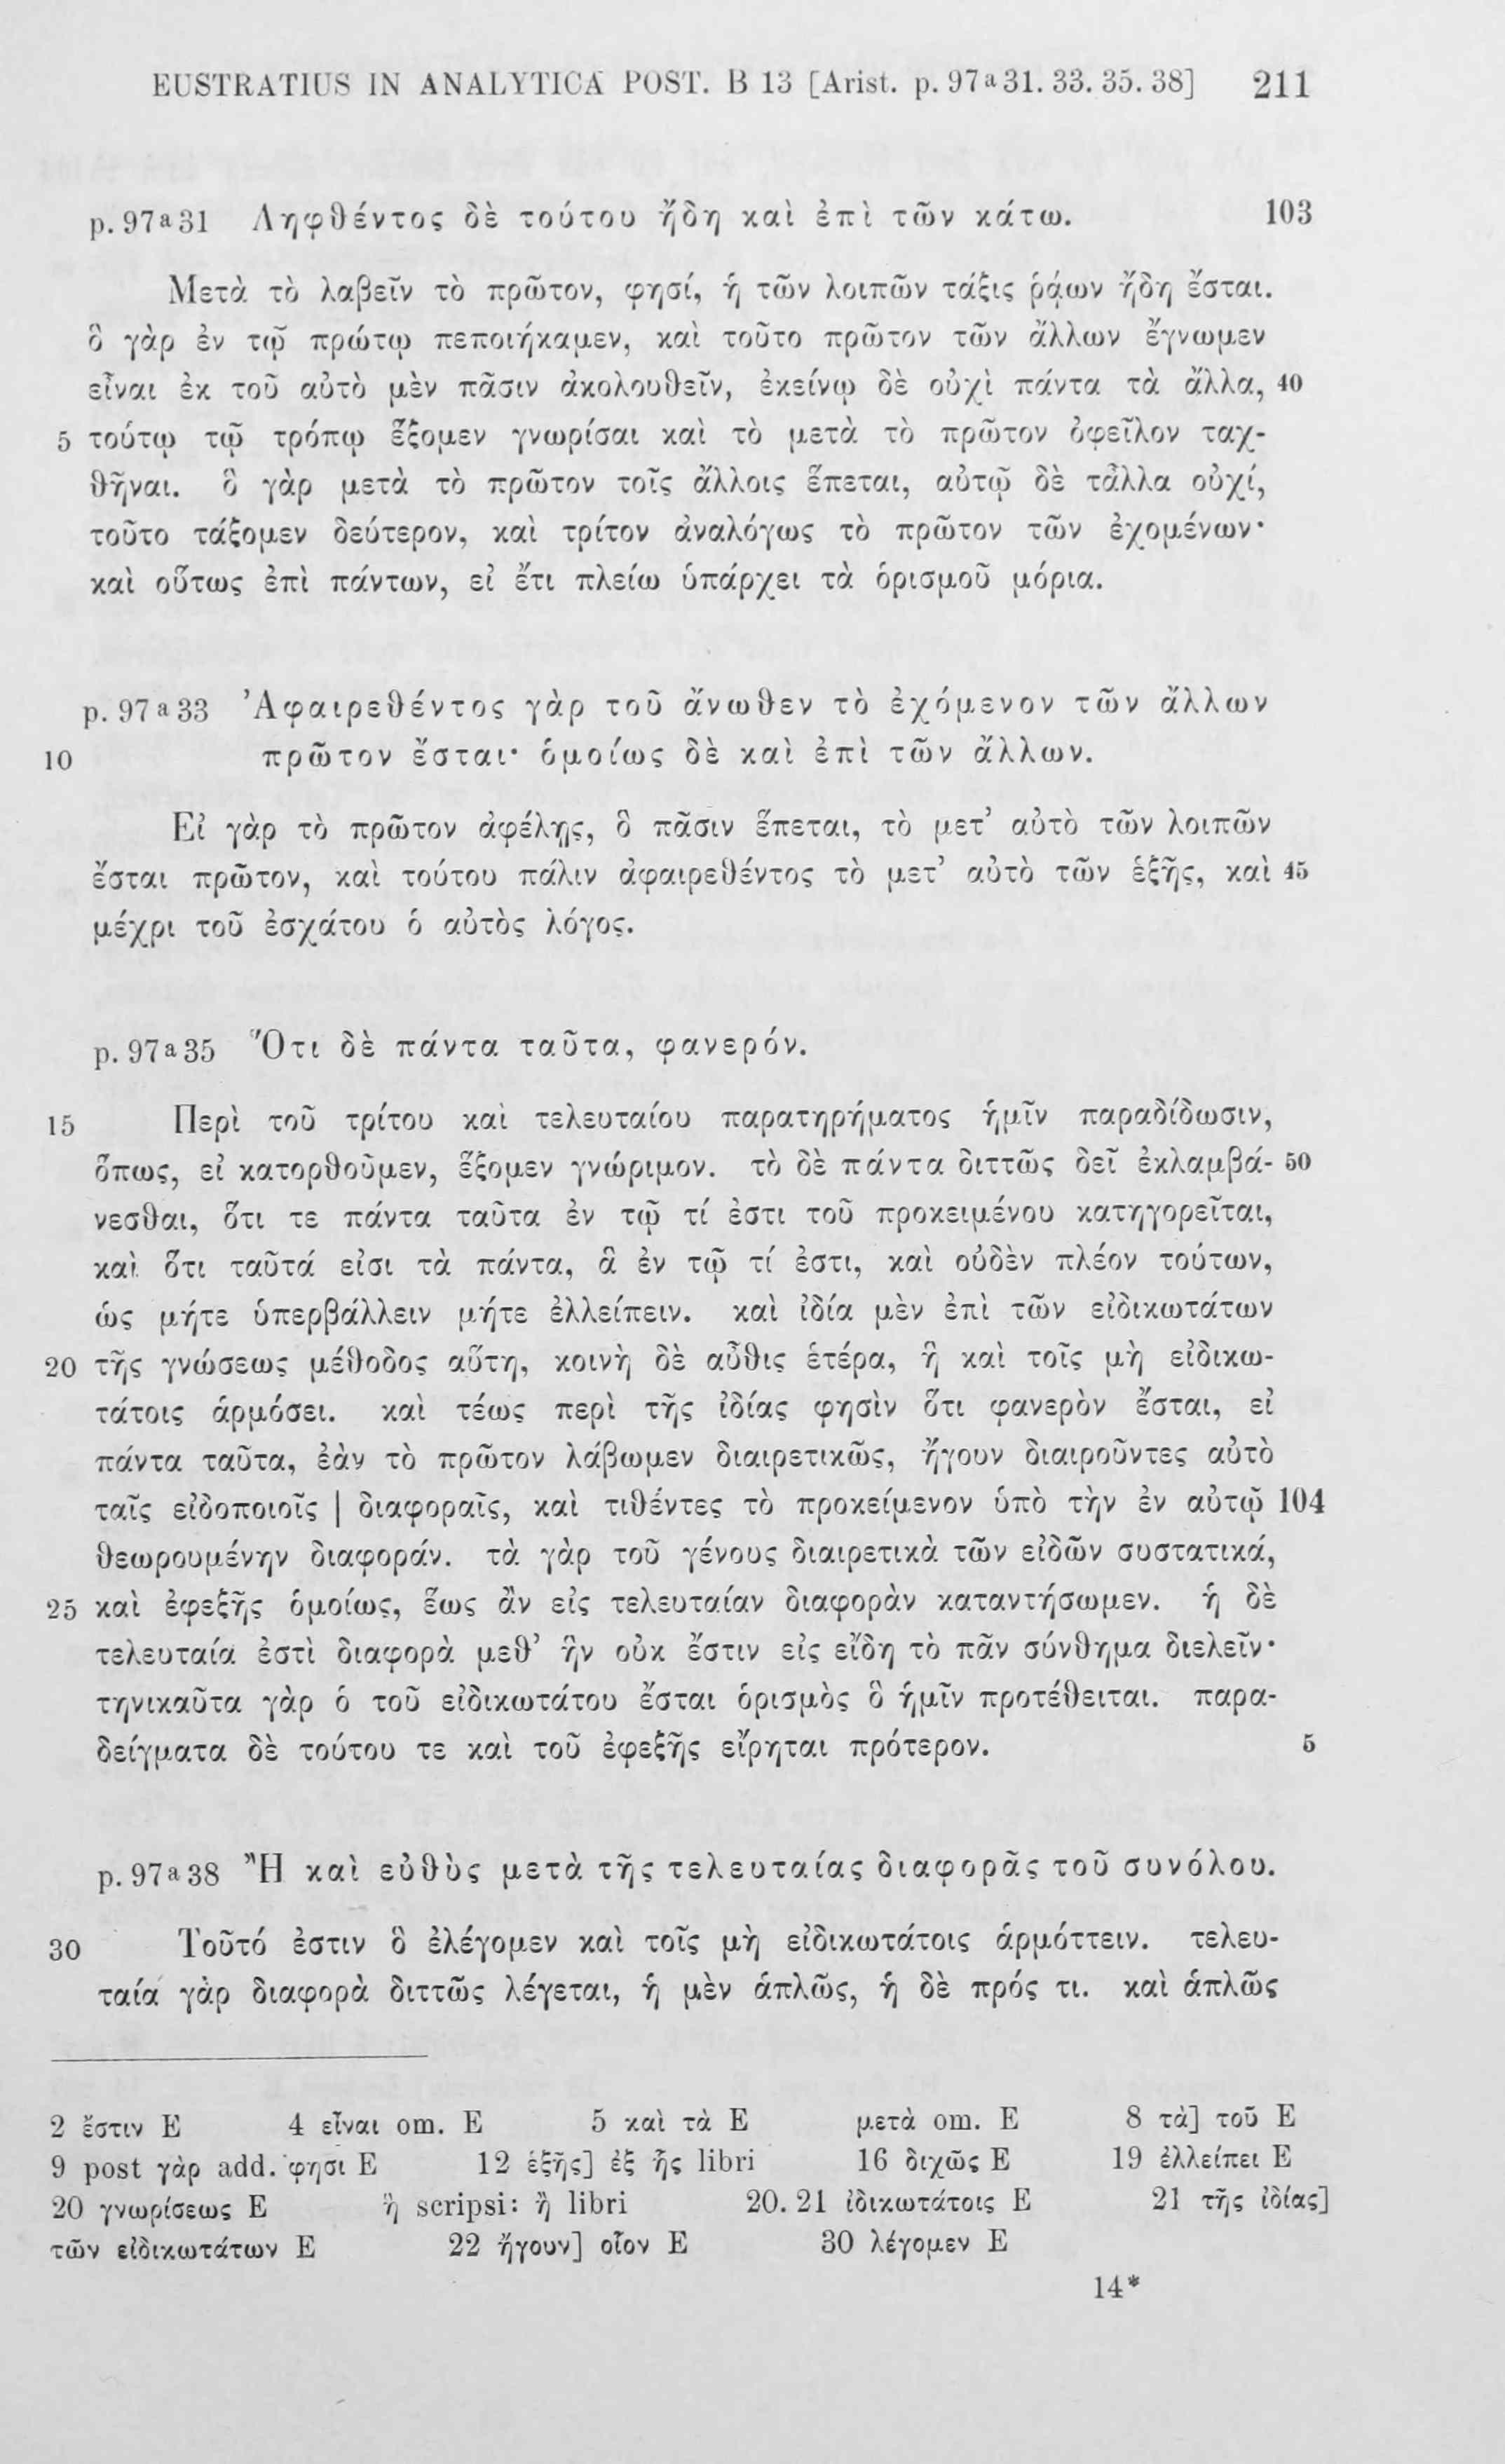 EUSTRATIUS IN ANALYTICA POST. B 13 [Arist. p. 97a31. 33. 35. 38] 211
p. 97a31 Ληφθέντος δὲ τούτου ἤδη καὶ ἐπὶ τῶν κάτω. 103
Μετὰ τὸ λαβεῖν τὸ πρῶτον, φησί, ἡ τῶν λοιπῶν τάξις ῥᾴων ἤδη ἔσται.
ὃ γὰρ ἐν τῷ πρώτῳ πεποιήκαμεν, καὶ τοῦτο πρῶτον τῶν ἄλλων ἔγνωμεν
εἶναι ἐκ τοῦ αὐτὸ μὲν πᾶσιν ἀκολουθεῖν, ἐκείνῳ δὲ οὐχὶ πάντα τὰ ἄλλα, 40
5 τούτῳ τῷ τρόπῳ ἕξομεν γνωρίσαι καὶ τὸ μετὰ τὸ πρῶτον ὀφεῖλον ταχ-
θῆναι. ὃ γὰρ μετὰ τὸ πρῶτον τοῖς ἄλλοις ἕπεται, αὐτῷ δὲ τἆλλα οὐχί,
τοῦτο τάξομεν δεύτερον, καὶ τρίτον ἀναλόγως τὸ πρῶτον τῶν ἐχομένων·
καὶ οὕτως ἐπὶ πάντων, εἰ ἔτι πλείω ὑπάρχει τὰ ὁρισμοῦ μόρια.
p. 97a33 Ἀφαιρεθέντος γὰρ τοῦ ἄνωθεν τὸ ἐχόμενον τῶν ἄλλων
10 πρῶτον ἔσται· ὁμοίως δὲ καὶ ἐπὶ τῶν ἄλλων.
Εἰ γὰρ τὸ πρῶτον ἀφέλῃς, ὃ πᾶσιν ἕπεται, τὸ μετ’ αὐτὸ τῶν λοιπῶν
ἔσται πρῶτον, καὶ τούτου πάλιν ἀφαιρεθέντος τὸ μετ’ αὐτὸ τῶν ἑξῆς, καὶ 45
μέχρι τοῦ ἐσχάτου ὁ αὐτὸς λόγος.
p. 97a35 Ὅτι δὲ πάντα ταῦτα, φανερόν.
15 Περὶ τοῦ τρίτου καὶ τελευταίου παρατηρήματος ἡμῖν παραδίδωσιν,
ὅπως, εἰ κατορθοῦμεν, ἕξομεν γνώριμον. τὸ δὲ πάντα διττῶς δεῖ ἐκλαμβά- 50
νεσθαι, ὅτι τε πάντα ταῦτα ἐν τῷ τί ἐστι τοῦ προκειμένου κατηγορεῖται,
καὶ ὅτι ταῦτά εἰσι τὰ πάντα, ἃ ἐν τῷ τί ἐστι, καὶ οὐδὲν πλέον τούτων,
ὡς μήτε ὑπερβάλλειν μήτε ἐλλείπειν. καὶ ἰδία μὲν ἐπὶ τῶν εἰδικωτάτων
20 τῆς γνώσεως μέθοδος αὕτη, κοινὴ δὲ αὖθις ἑτέρα, ἣ καὶ τοῖς μὴ εἰδικω-
τάτοις ἁρμόσει. καὶ τέως περὶ τῆς ἰδίας φησὶν ὅτι φανερὸν ἔσται, εἰ
πάντα ταῦτα, ἐὰν τὸ πρῶτον λάβωμεν διαιρετικῶς, ἤγουν διαιροῦντες αὐτὸ
ταῖς εἰδοποιοῖς | διαφοραῖς, καὶ τιθέντες τὸ προκείμενον ὑπὸ τὴν ἐν αὐτῷ 104
θεωρουμένην διαφοράν. τὰ γὰρ τοῦ γένους διαιρετικὰ τῶν εἰδῶν συστατικά,
25 καὶ ἐφεξῆς ὁμοίως, ἕως ἂν εἰς τελευταίαν διαφορὰν καταντήσωμεν. ἡ δὲ
τελευταία ἐστὶ διαφορὰ μεθ’ ἣν οὐκ ἔστιν εἰς εἴδη τὸ πᾶν σύνθημα διελεῖν·
τηνικαῦτα γὰρ ὁ τοῦ εἰδικωτάτου ἔσται ὁρισμὸς ὃ ἡμῖν προτέθειται. παρα-
δείγματα δὲ τούτου τε καὶ τοῦ ἐφεξῆς εἴρηται πρότερον. 5
p. 97a38 Ἢ καὶ εὐθὺς μετὰ τῆς τελευταίας διαφορᾶς τοῦ συνόλου.
30 Τοῦτό ἐστιν ὃ ἐλέγομεν καὶ τοῖς μὴ εἰδικωτάτοις ἁρμόττειν. τελευ-
ταία γὰρ διαφορὰ διττῶς λέγεται, ἡ μὲν ἁπλῶς, ἡ δὲ πρός τι. καὶ ἁπλῶς
2 ἔστιν E 4 εἶναι om. E 5 καὶ τὰ E μετὰ om. E 8 τὰ] τοῦ E
9 post γὰρ add. φησι E 12 ἑξῆς] ἐξ ἧς libri 16 διχῶς E 19 ἐλλείπει E
20 γνωρίσεως E ἣ scripsi: ἢ libri 20. 21 ἰδικωτάτοις E 21 τῆς ἰδίας]
τῶν εἰδικωτάτων E 22 ἤγουν] οἷον E 30 λέγομεν E
14*